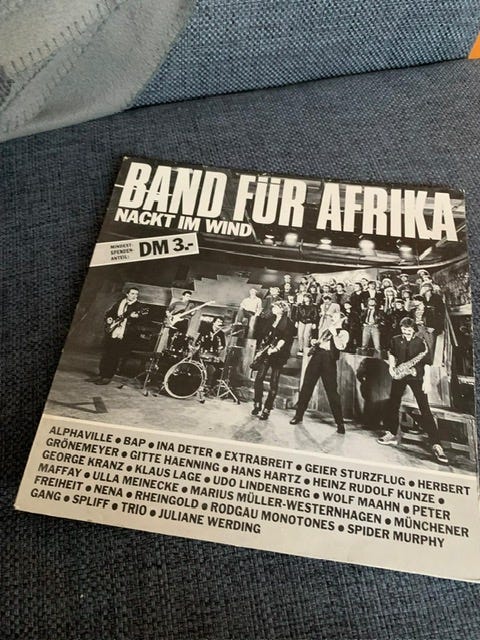 BAND FÜR AFRIKA
NACKT IM WIND
MINDEST-
SPENDEN-
ANTEIL:
DM 3.-
ALPHAVILLE • BAP • INA DETER • EXTRABREIT • GEIER STURZFLUG • HERBERT
GRÖNEMEYER • GITTE HAENNING • HANS HARTZ • HEINZ RUDOLF KUNZE •
GEORGE KRANZ • KLAUS LAGE • UDO LINDENBERG • WOLF MAAHN • PETER
MAFFAY • ULLA MEINECKE • MARIUS MÜLLER-WESTERNHAGEN • MÜNCHENER
FREIHEIT • NENA • RHEINGOLD • RODGAU MONOTONES • SPIDER MURPHY
GANG • SPLIFF • TRIO • JULIANE WERDING